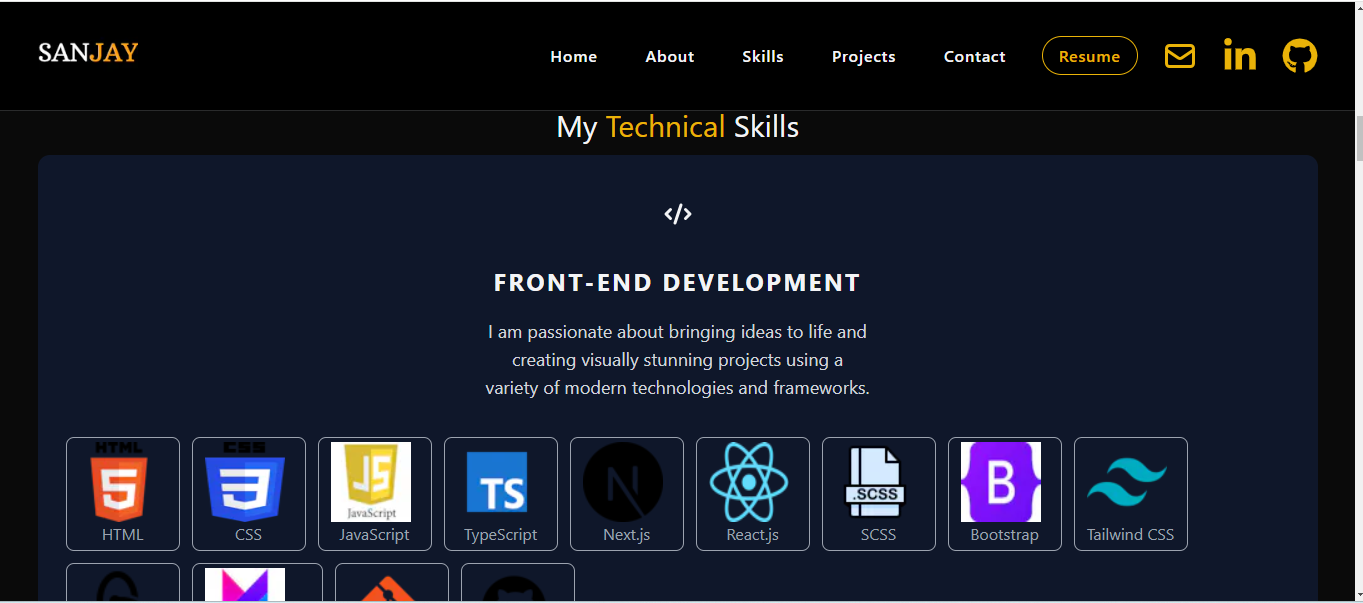 SANJAY
Home About Skills Projects Contact Resume in
My Technical Skills
</>
FRONT-END DEVELOPMENT
I am passionate about bringing ideas to life and
creating visually stunning projects using a
variety of modern technologies and frameworks.
HTML CSS JS TS N .SCSS B
JavaScript
HTML CSS JavaScript TypeScript Next.js React.js SCSS Bootstrap Tailwind CSS